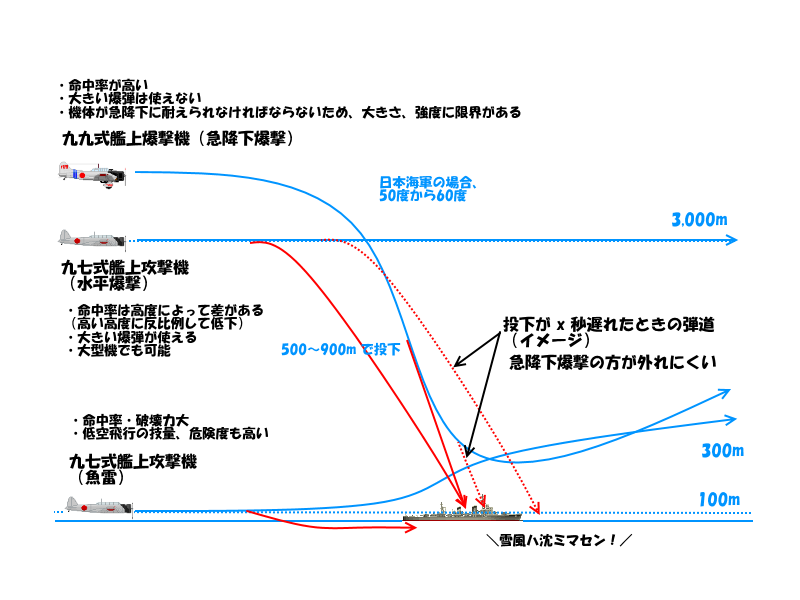 ・命中率が高い
・大きい爆弾は使えない
・機体が急降下に耐えられなければならないため、大きさ、強度に限界がある
九九式艦上爆撃機（急降下爆撃）
日本海軍の場合、
50度から60度
3,000m
九七式艦上攻撃機
（水平爆撃）
・命中率は高度によって差がある
（高い高度に反比例して低下）
・大きい爆弾が使える
・大型機でも可能
500～900m で投下
投下が x 秒遅れたときの弾道
（イメージ）
急降下爆撃の方が外れにくい
・命中率・破壊力大
・低空飛行の技量、危険度も高い
九七式艦上攻撃機
（魚雷）
300m
100m
＼雪風ハ沈ミマセン！／